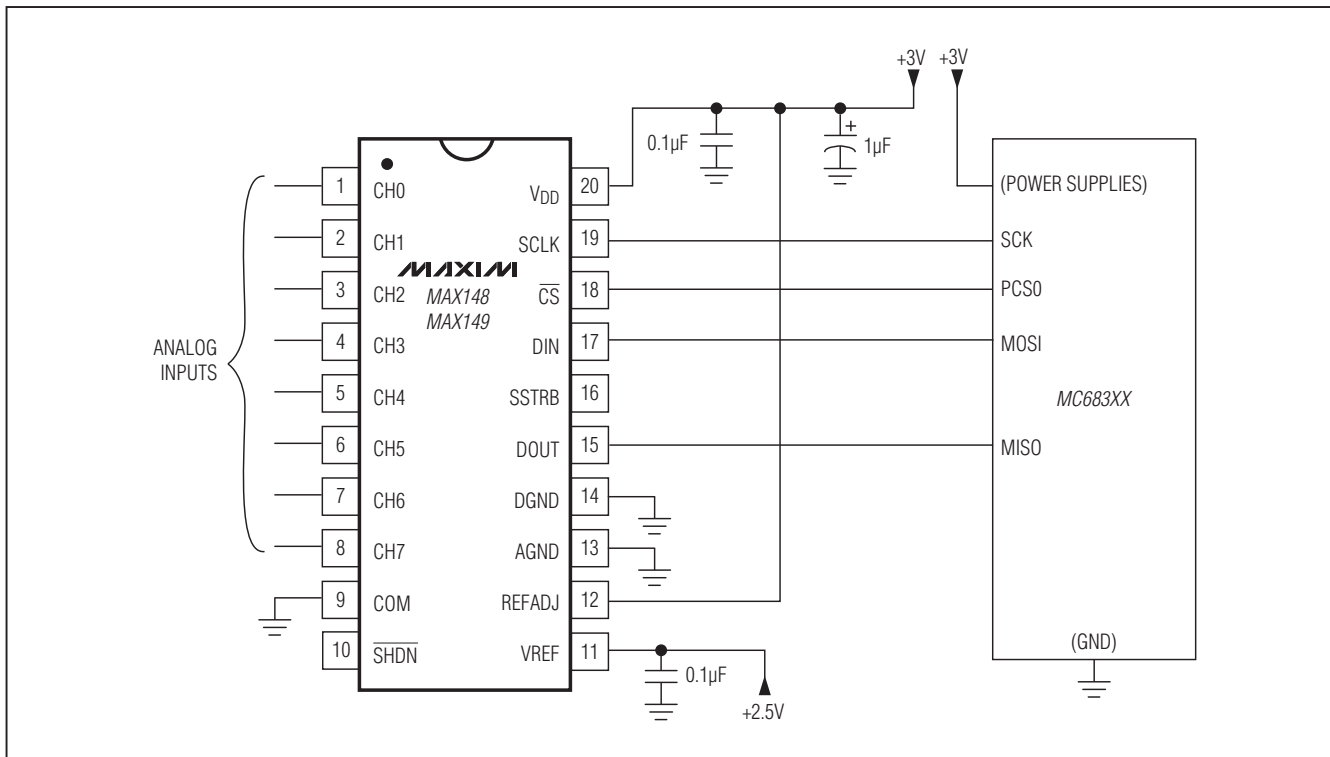 +3V +3V
0.1µF
+
1µF
1 CH0
2 CH1
3 CH2
4 CH3
5 CH4
6 CH5
7 CH6
8 CH7
9 COM
10 SHDN
ANALOG
INPUTS
MAXIM
MAX148
MAX149
VDD 20
SCLK 19
CS 18
DIN 17
SSTRB 16
DOUT 15
DGND 14
AGND 13
REFADJ 12
VREF 11
0.1µF
+2.5V
(POWER SUPPLIES)
SCK
PCS0
MOSI
MC683XX
MISO
(GND)